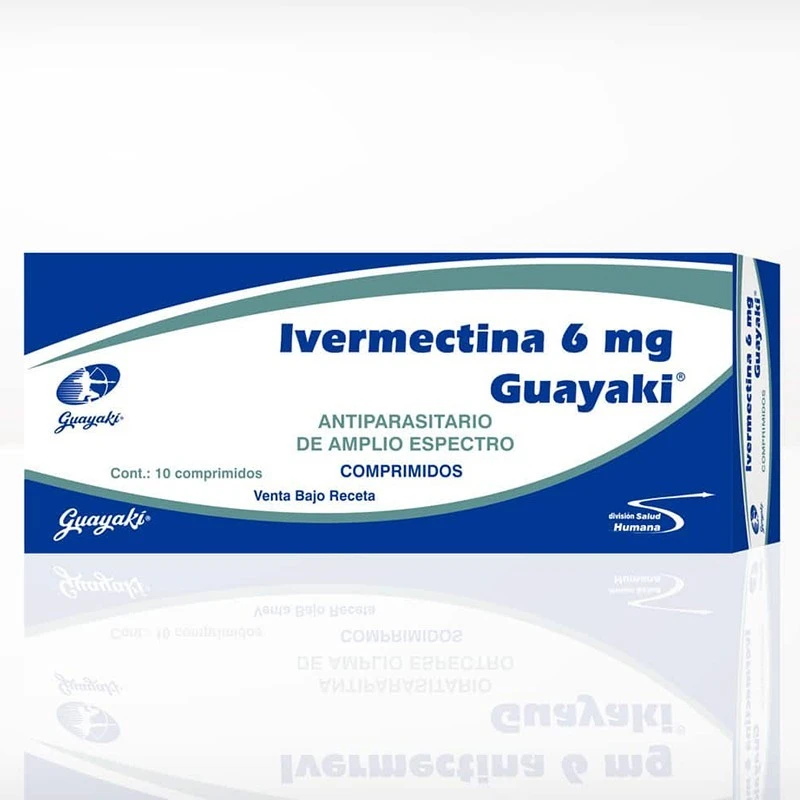 Ivermectina 6 mg
Guayaki®
ANTIPARASITARIO
DE AMPLIO ESPECTRO
COMPRIMIDOS
Cont.: 10 comprimidos
Venta Bajo Receta
Guayaki®
Guayakí®
división Salud
Humana
Ivermectina 6 mg
Guayaki®
COMPRIMIDOS
Guayaki